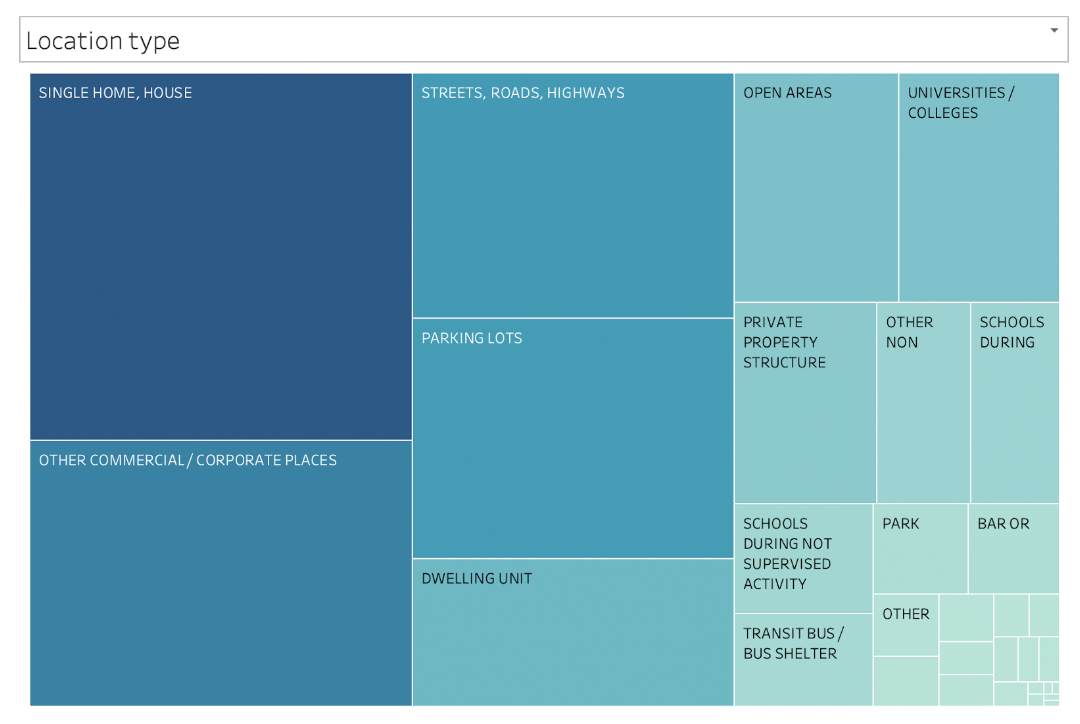 Location type
SINGLE HOME, HOUSE
OTHER COMMERCIAL / CORPORATE PLACES
STREETS, ROADS, HIGHWAYS
PARKING LOTS
DWELLING UNIT
OPEN AREAS
UNIVERSITIES /
COLLEGES
PRIVATE
PROPERTY
STRUCTURE
OTHER
NON
SCHOOLS
DURING
SCHOOLS
DURING NOT
SUPERVISED
ACTIVITY
TRANSIT BUS /
BUS SHELTER
PARK
BAR OR
OTHER